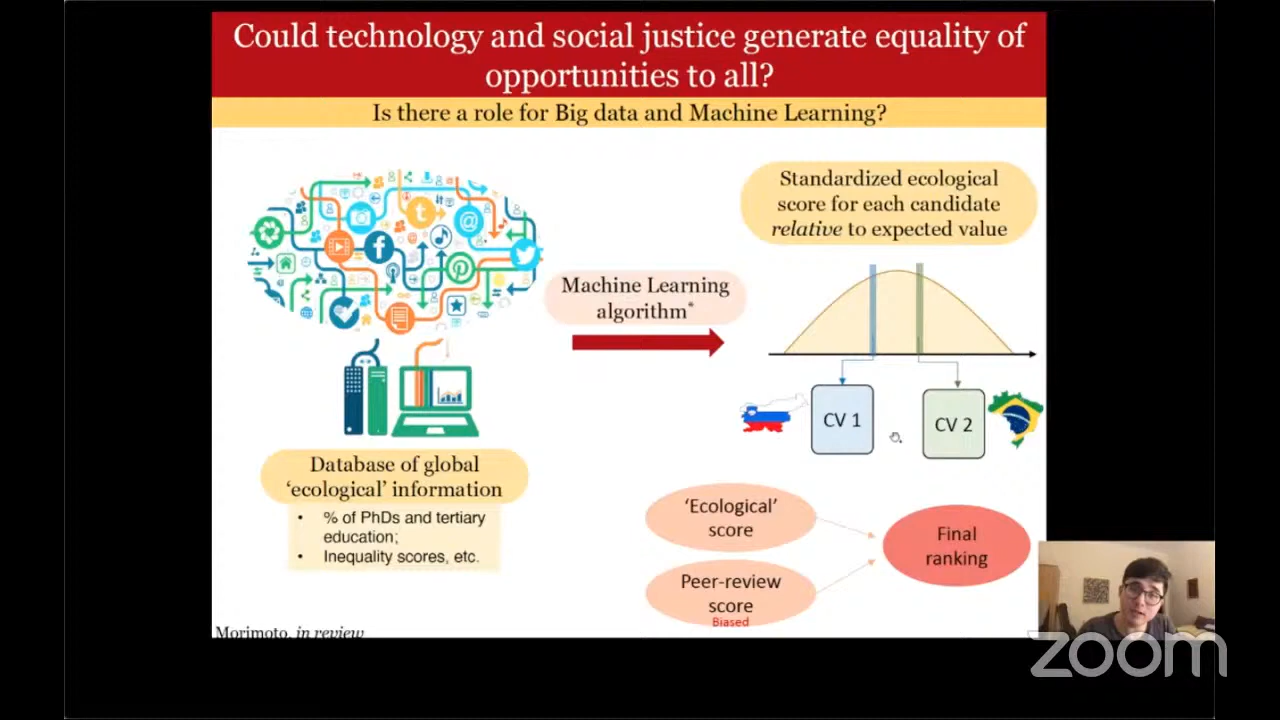 Could technology and social justice generate equality of
opportunities to all?
Is there a role for Big data and Machine Learning?
Standardized ecological
score for each candidate
relative to expected value
Machine Learning
algorithm*
CV 1
CV 2
Database of global
‘ecological’ information
• % of PhDs and tertiary
education;
• Inequality scores, etc.
‘Ecological’
score
Peer-review
score
Biased
Final
ranking
Morimoto, in review
zoom